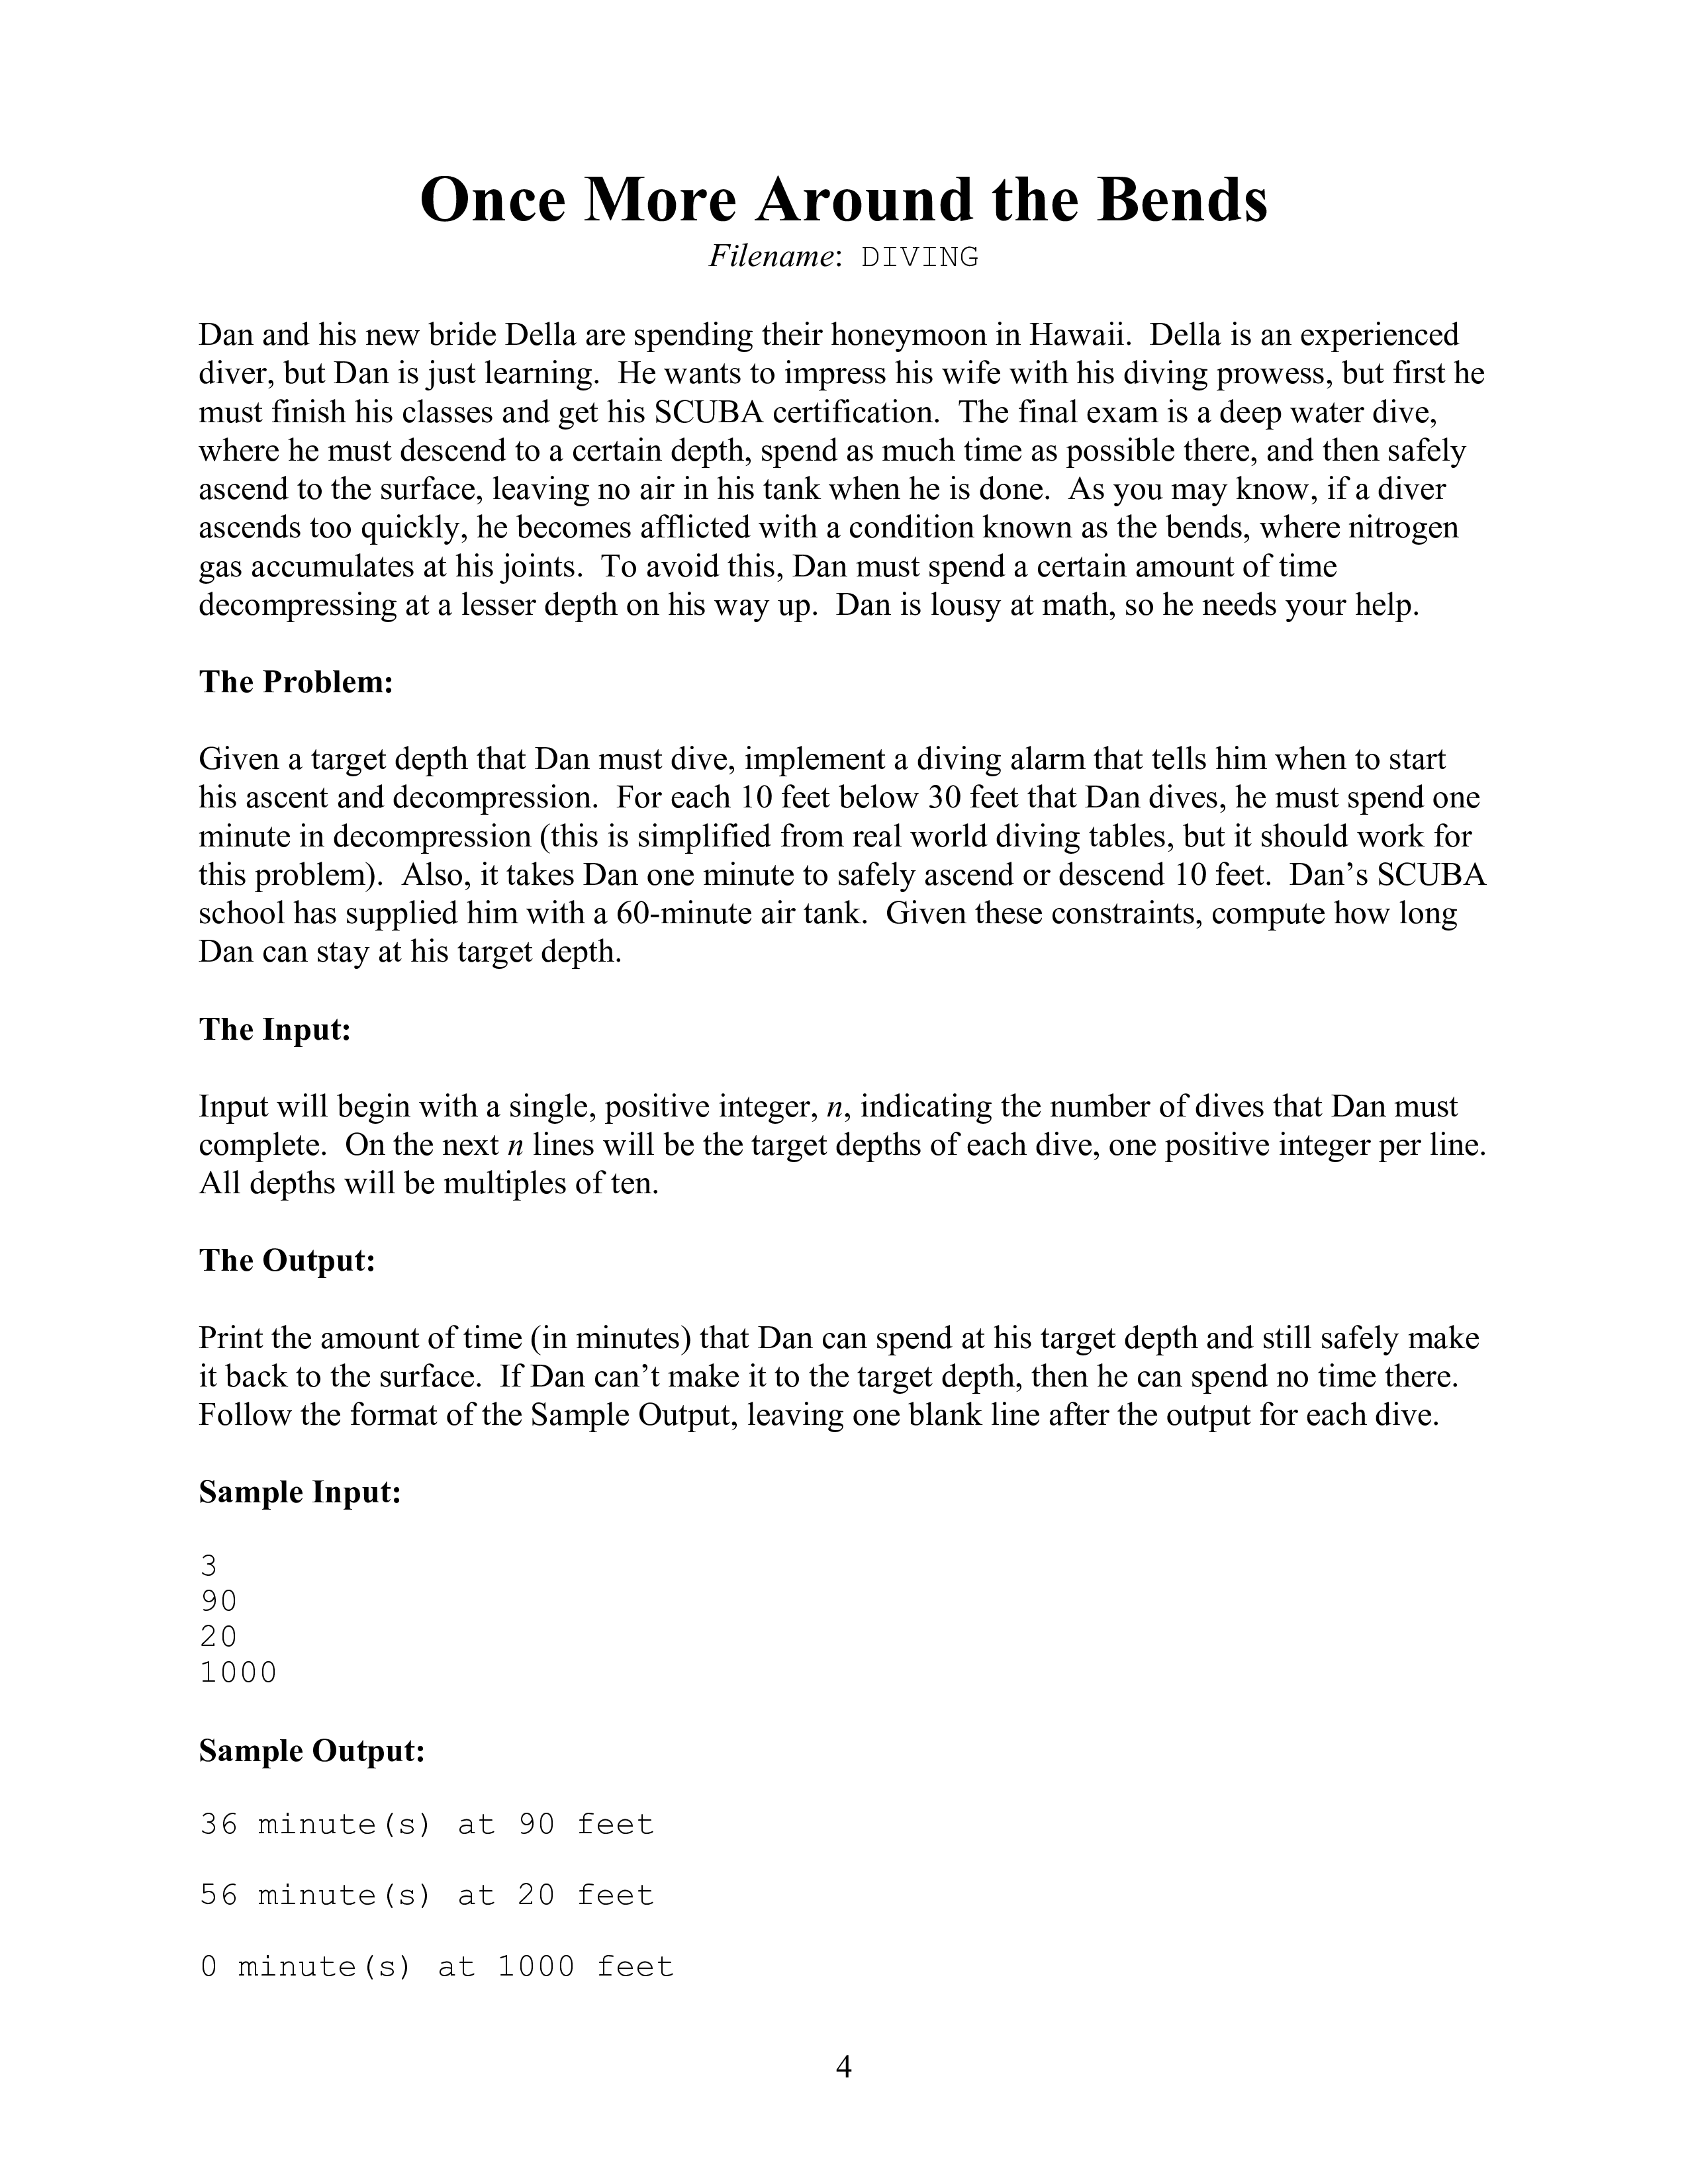 Once More Around the Bends
Filename: DIVING
Dan and his new bride Della are spending their honeymoon in Hawaii. Della is an experienced
diver, but Dan is just learning. He wants to impress his wife with his diving prowess, but first he
must finish his classes and get his SCUBA certification. The final exam is a deep water dive,
where he must descend to a certain depth, spend as much time as possible there, and then safely
ascend to the surface, leaving no air in his tank when he is done. As you may know, if a diver
ascends too quickly, he becomes afflicted with a condition known as the bends, where nitrogen
gas accumulates at his joints. To avoid this, Dan must spend a certain amount of time
decompressing at a lesser depth on his way up. Dan is lousy at math, so he needs your help.
The Problem:
Given a target depth that Dan must dive, implement a diving alarm that tells him when to start
his ascent and decompression. For each 10 feet below 30 feet that Dan dives, he must spend one
minute in decompression (this is simplified from real world diving tables, but it should work for
this problem). Also, it takes Dan one minute to safely ascend or descend 10 feet. Dan’s SCUBA
school has supplied him with a 60-minute air tank. Given these constraints, compute how long
Dan can stay at his target depth.
The Input:
Input will begin with a single, positive integer, n, indicating the number of dives that Dan must
complete. On the next n lines will be the target depths of each dive, one positive integer per line.
All depths will be multiples of ten.
The Output:
Print the amount of time (in minutes) that Dan can spend at his target depth and still safely make
it back to the surface. If Dan can’t make it to the target depth, then he can spend no time there.
Follow the format of the Sample Output, leaving one blank line after the output for each dive.
Sample Input:
3
90
20
1000
Sample Output:
36 minute(s) at 90 feet
56 minute(s) at 20 feet
0 minute(s) at 1000 feet
4